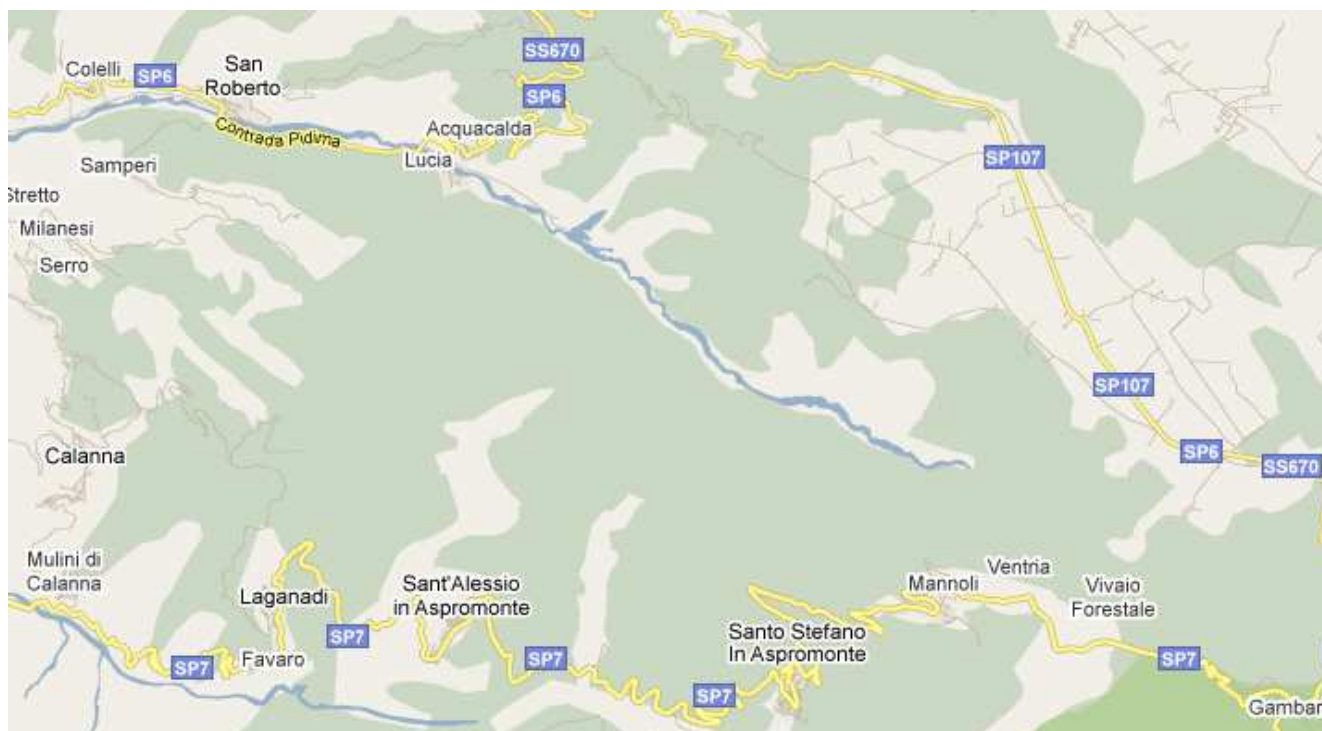 SS670
Colelli
SP6
San
Roberto
SP6
Contrada Pidima
Acquacalda
Lucia
SP107
Samperi
Stretto
Milanesi
Serro
SP107
Calanna
SP6
SS670
Mulini di
Calanna
Laganadi
Sant'Alessio
in Aspromonte
Mannoli
Ventria
Vivaio
Forestale
SP7
Santo Stefano
In Aspromonte
Favaro
SP7
SP7
SP7
SP7
Gambar